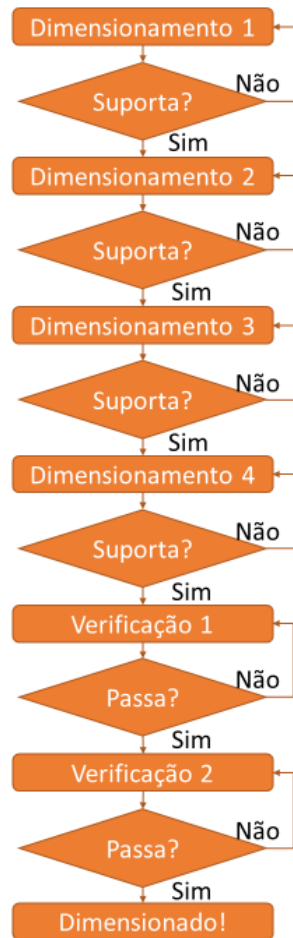 Dimensionamento 1
Suporta?
Não
Sim
Dimensionamento 2
Suporta?
Não
Sim
Dimensionamento 3
Suporta?
Não
Sim
Dimensionamento 4
Suporta?
Não
Sim
Verificação 1
Passa?
Não
Sim
Verificação 2
Passa?
Não
Sim
Dimensionado!